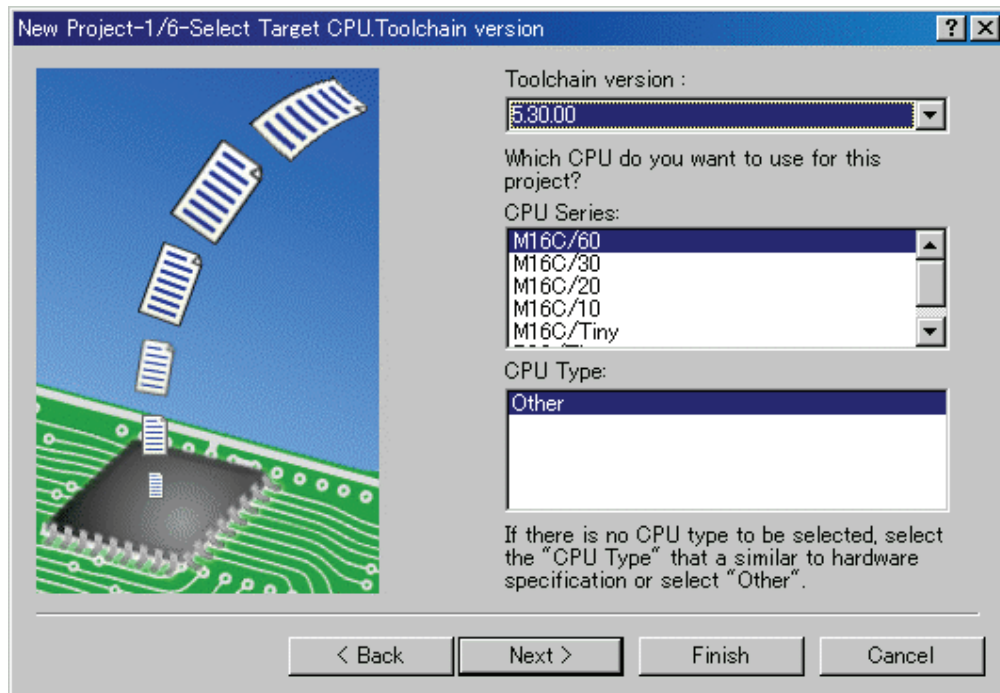 New Project-1/6-Select Target CPU.Toolchain version
Toolchain version :
5.30.00
Which CPU do you want to use for this
project?
CPU Series:
M16C/60
M16C/30
M16C/20
M16C/10
M16C/Tiny
CPU Type:
Other
If there is no CPU type to be selected, select
the "CPU Type" that a similar to hardware
specification or select "Other".
< Back
Next >
Finish
Cancel